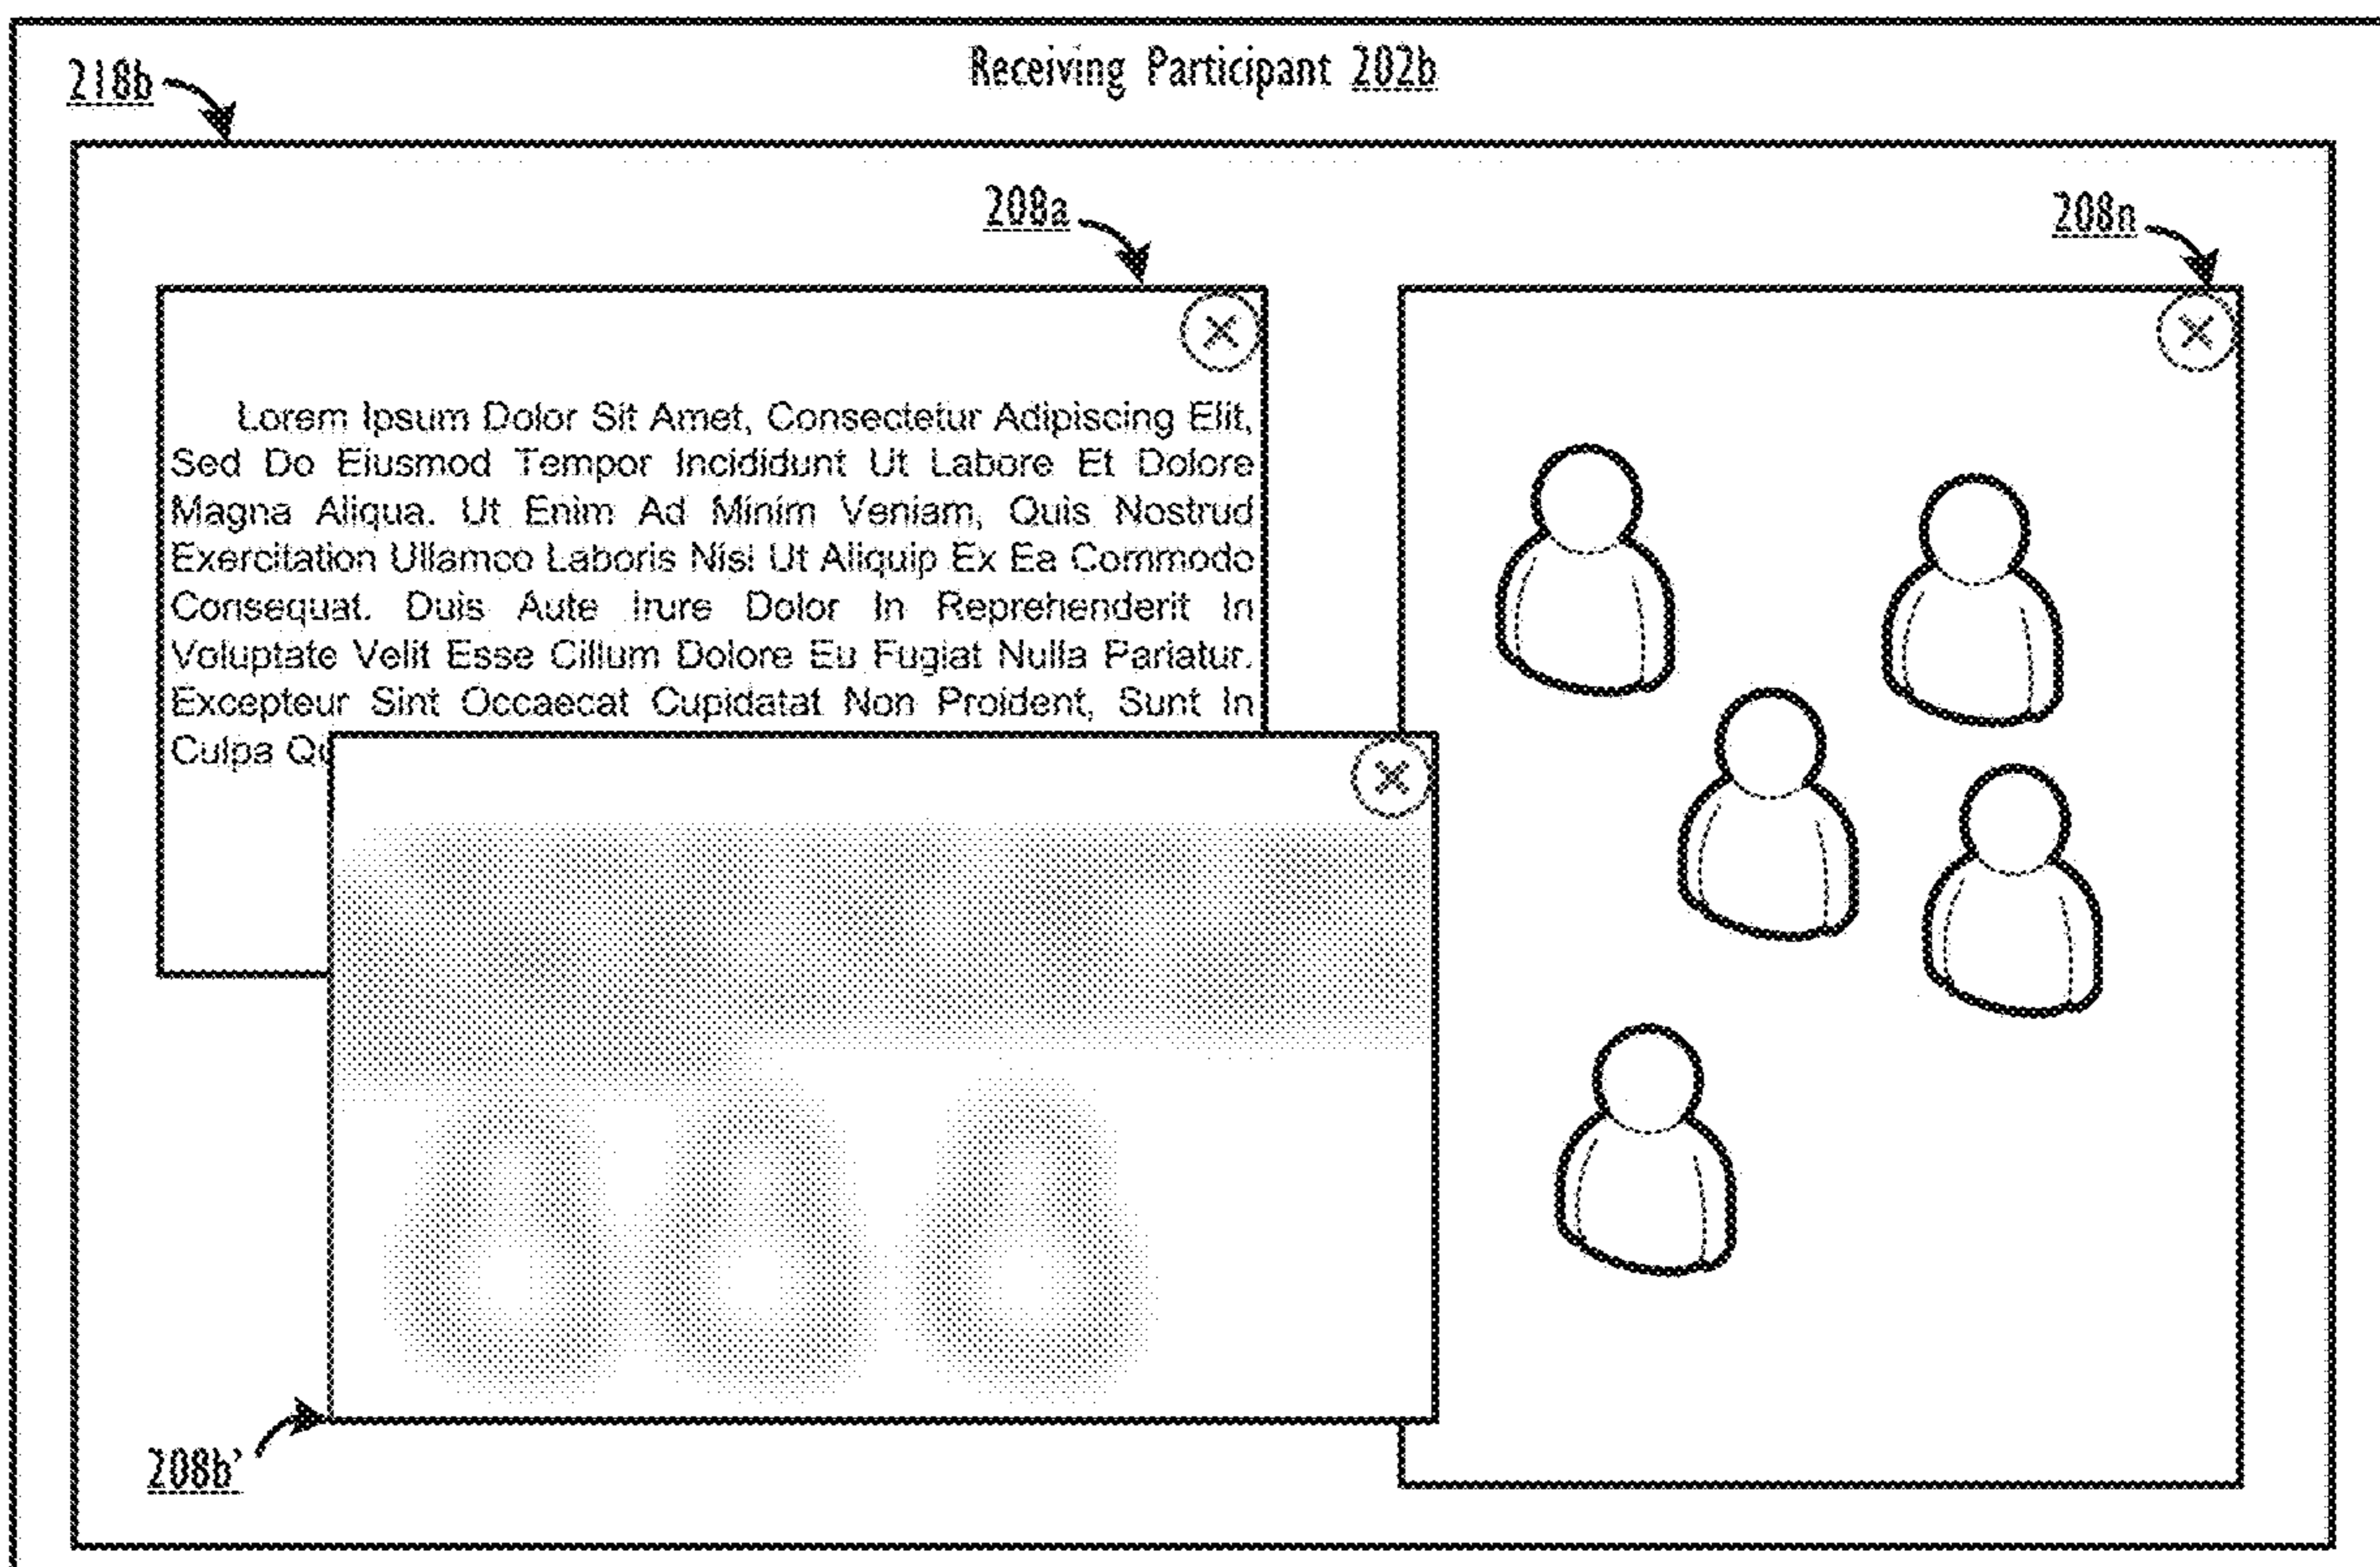 Receiving Participant 202b
218b
208a
208n
Lorem Ipsum Dolor Sit Amet, Consectetur Adipiscing Elit,
Sed Do Eiusmod Tempor Incididunt Ut Labore Et Dolore
Magna Aliqua. Ut Enim Ad Minim Veniam, Quis Nostrud
Exercitation Ullamco Laboris Nisi Ut Aliquip Ex Ea Commodo
Consequat. Duis Aute Irure Dolor In Reprehenderit In
Voluptate Velit Esse Cillum Dolore Eu Fugiat Nulla Pariatur.
Excepteur Sint Occaecat Cupidatat Non Proident, Sunt In
Culpa
208b'